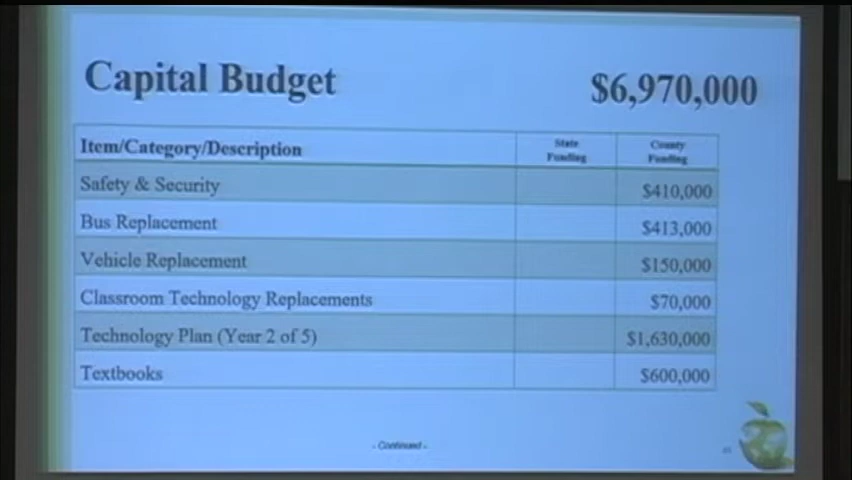 Capital Budget $6,970,000
Item/Category/Description State Funding County Funding
Safety & Security $410,000
Bus Replacement $413,000
Vehicle Replacement $150,000
Classroom Technology Replacements $70,000
Technology Plan (Year 2 of 5) $1,630,000
Textbooks $600,000
- Continued -